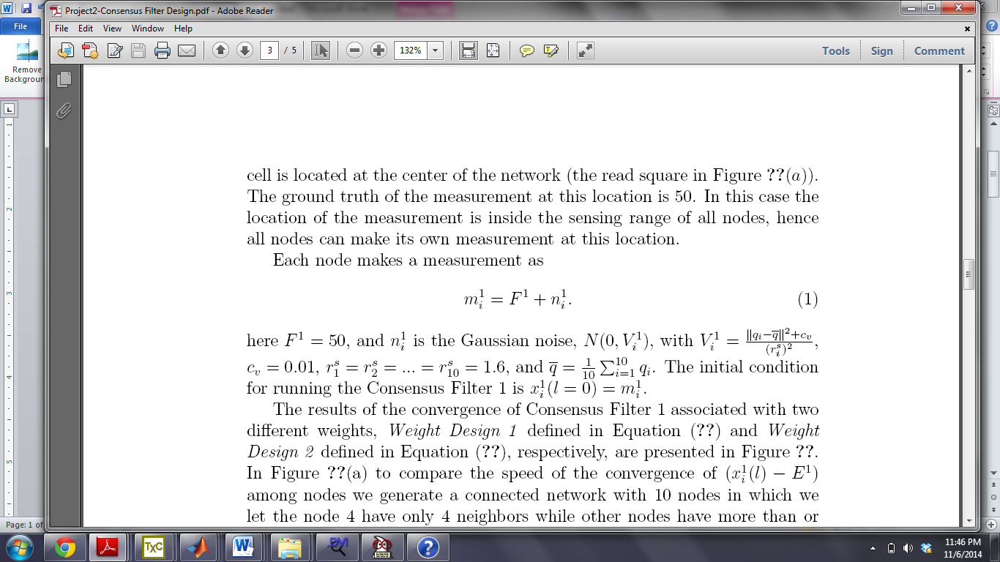 Project2-Consensus Filter Design.pdf - Adobe Reader
File
File Edit View Window Help
3 / 5
132%
Tools Sign Comment
Remove
Backgroun
cell is located at the center of the network (the read square in Figure ??(a)).
The ground truth of the measurement at this location is 50. In this case the
location of the measurement is inside the sensing range of all nodes, hence
all nodes can make its own measurement at this location.
Each node makes a measurement as
m_i^1 = F^1 + n_i^1. (1)
here F^1 = 50, and n_i^1 is the Gaussian noise, N(0, V_i^1), with V_i^1 = \frac{‖q_i − \overline{q}‖^2 + c_v}{(r_i^s)^2},
c_v = 0.01, r_1^s = r_2^s = ... = r_{10}^s = 1.6, and \overline{q} = \frac{1}{10} ∑_{i=1}^{10} q_i. The initial condition
for running the Consensus Filter 1 is x_i^1(l = 0) = m_i^1.
The results of the convergence of Consensus Filter 1 associated with two
different weights, Weight Design 1 defined in Equation (??) and Weight
Design 2 defined in Equation (??), respectively, are presented in Figure ??.
In Figure ??(a) to compare the speed of the convergence of (x_i^1(l) − E^1)
among nodes we generate a connected network with 10 nodes in which we
let the node 4 have only 4 neighbors while other nodes have more than or
Page: 1 of
TXC
W
DVI
11:46 PM
11/6/2014